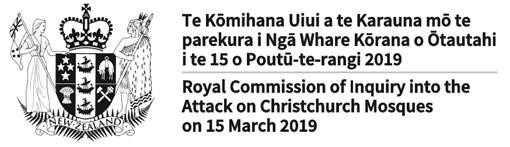 NEW ZEALAND
Te Kōmihana Uiui a te Karauna mō te
parekura i Ngā Whare Kōrana o Ōtautahi
i te 15 o Poutū-te-rangi 2019
Royal Commission of Inquiry into the
Attack on Christchurch Mosques
on 15 March 2019